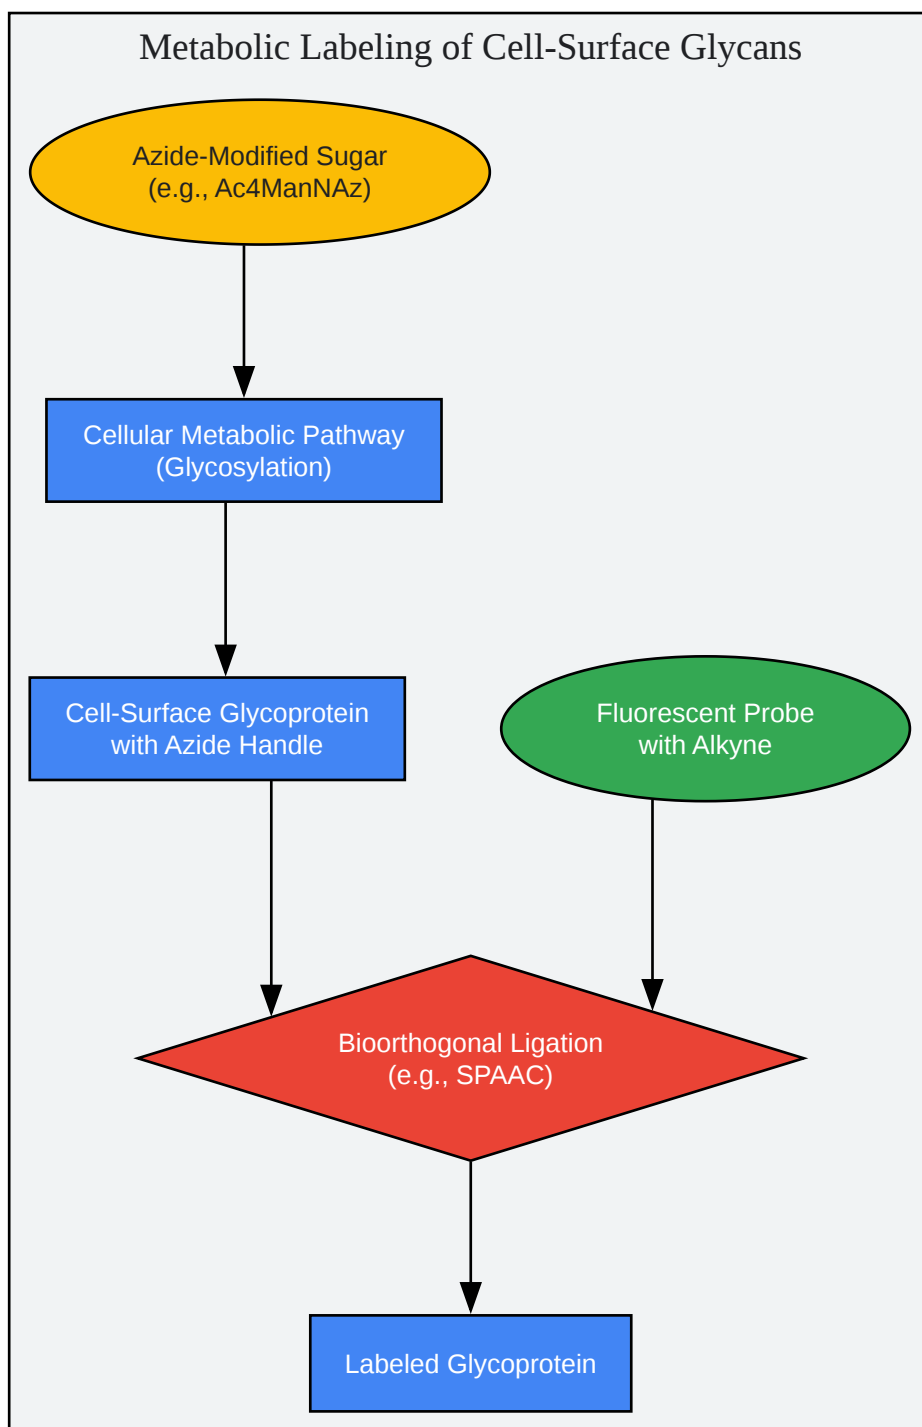 Metabolic Labeling of Cell-Surface Glycans
Azide-Modified Sugar
(e.g., Ac4ManNAz)
Cellular Metabolic Pathway
(Glycosylation)
Cell-Surface Glycoprotein
with Azide Handle
Fluorescent Probe
with Alkyne
Bioorthogonal Ligation
(e.g., SPAAC)
Labeled Glycoprotein